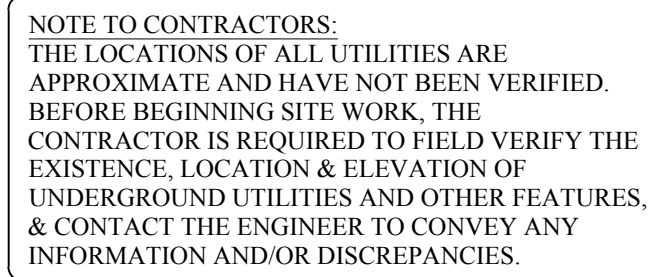 NOTE TO CONTRACTORS:
THE LOCATIONS OF ALL UTILITIES ARE
APPROXIMATE AND HAVE NOT BEEN VERIFIED.
BEFORE BEGINNING SITE WORK, THE
CONTRACTOR IS REQUIRED TO FIELD VERIFY THE
EXISTENCE, LOCATION & ELEVATION OF
UNDERGROUND UTILITIES AND OTHER FEATURES,
& CONTACT THE ENGINEER TO CONVEY ANY
INFORMATION AND/OR DISCREPANCIES.